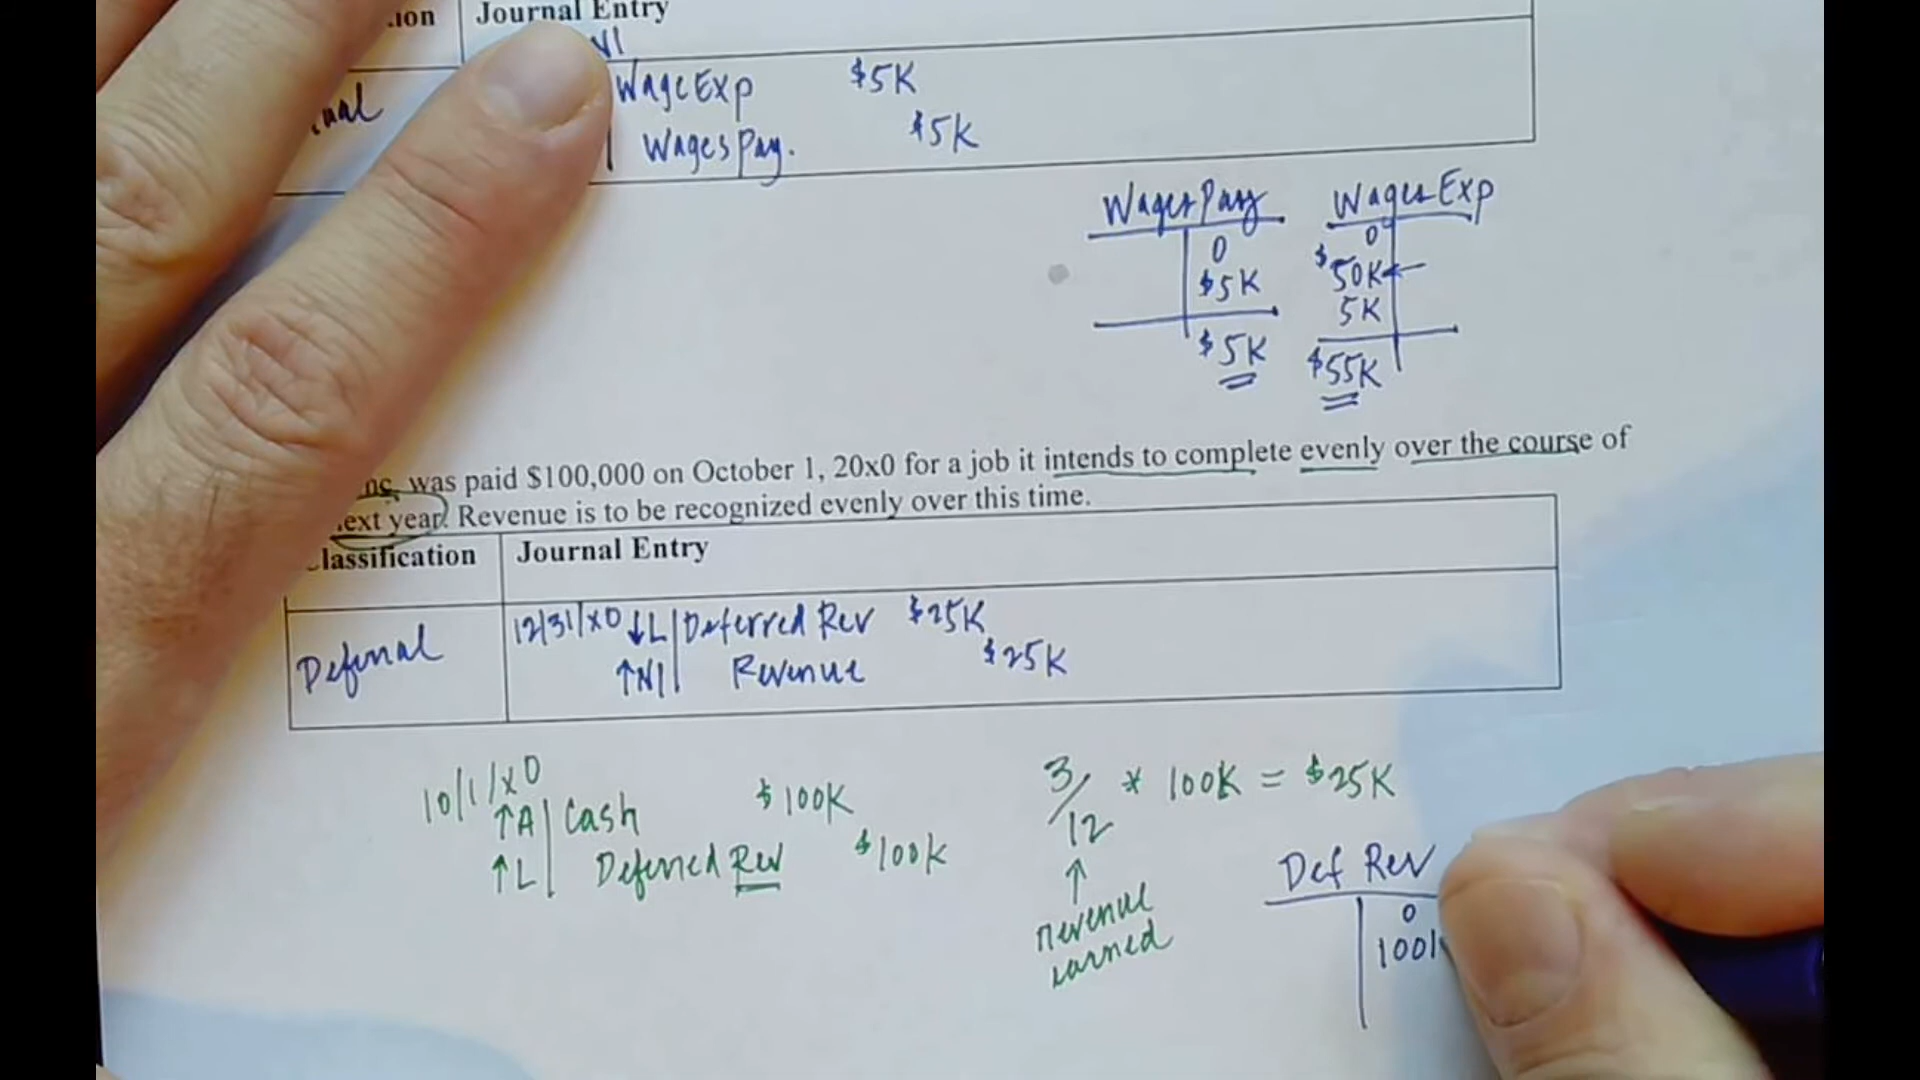 Journal Entry
NI
Wage Exp $5K
Wages Pay. $5K
Wages Pay Wages Exp
0 0
$5K $50K
5K
$5K $55K
was paid $100,000 on October 1, 20x0 for a job it intends to complete evenly over the course of
year. Revenue is to be recognized evenly over this time.
Classification Journal Entry
Deferral
12/31/x0 ↓L Deferred Rev $25K
↑NI Revenue $25K
10/1/x0
↑A Cash $100K
↑L Deferred Rev $100K
3/12 * 100K = $25K
↑
revenue
earned
Def Rev
0